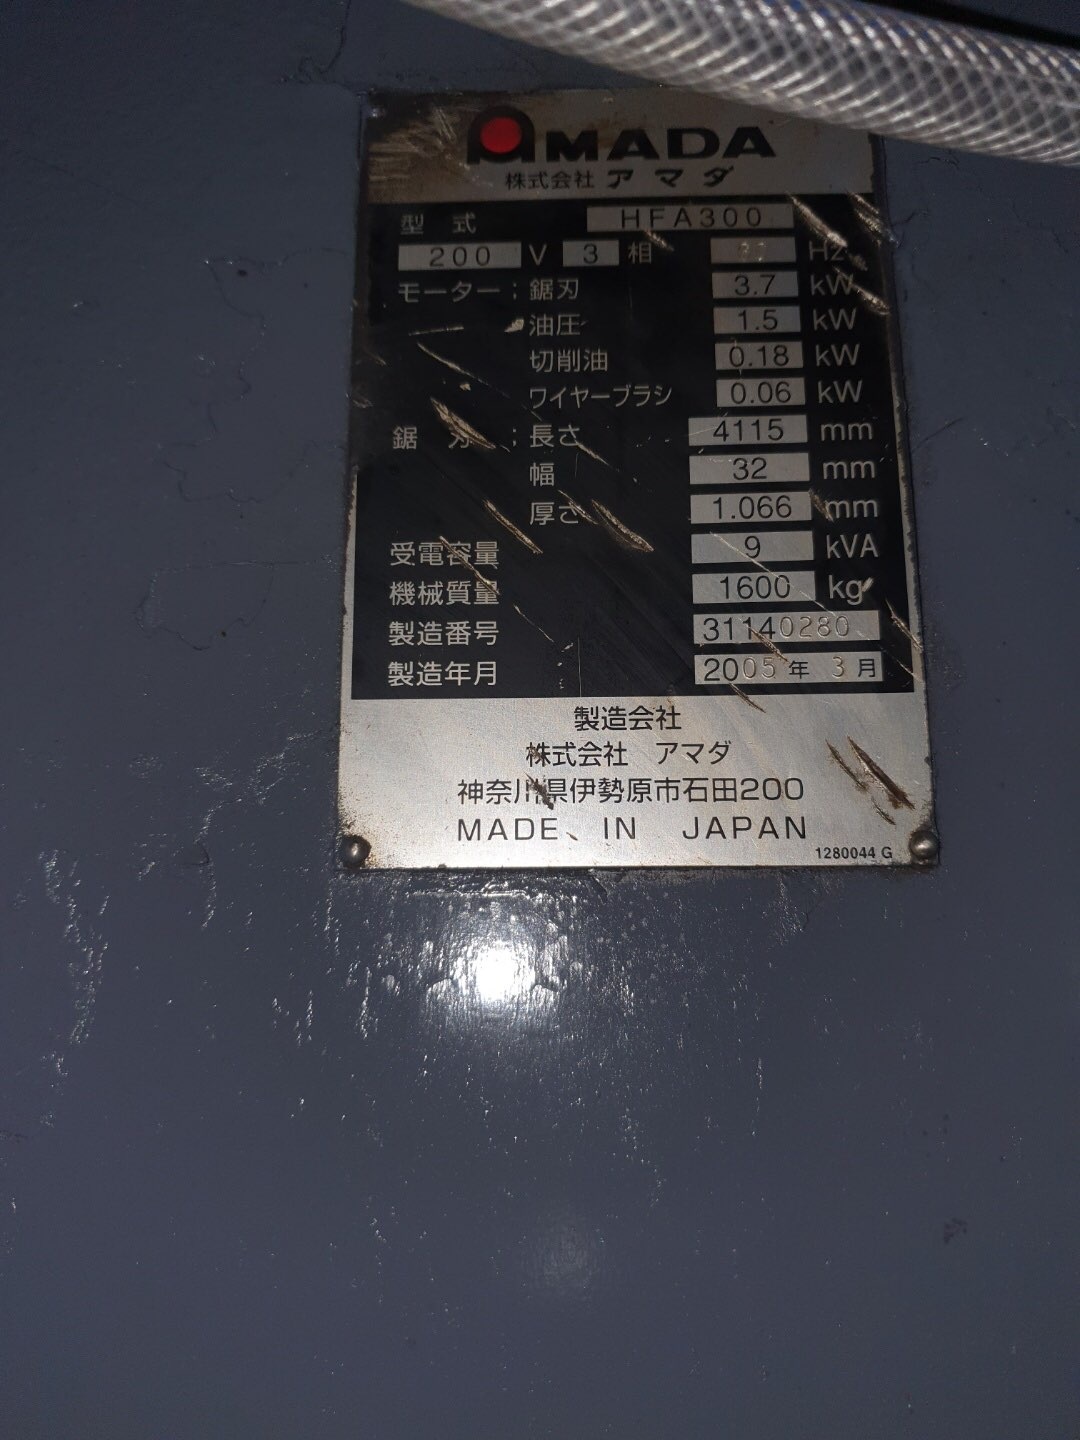 AMADA
株式会社 アマダ
型 式 HFA300
200 V 3 相 Hz
モーター ; 鋸刃 3.7 kW
油圧 1.5 kW
切削油 0.18 kW
ワイヤーブラシ 0.06 kW
鋸 刃 ; 長さ 4115 mm
幅 32 mm
厚さ 1.066 mm
受電容量 9 kVA
機械質量 1600 kg
製造番号 31140280
製造年月 2005 年 3 月
製造会社
株式会社 アマダ
神奈川県伊勢原市石田200
MADE IN JAPAN
1280044 G